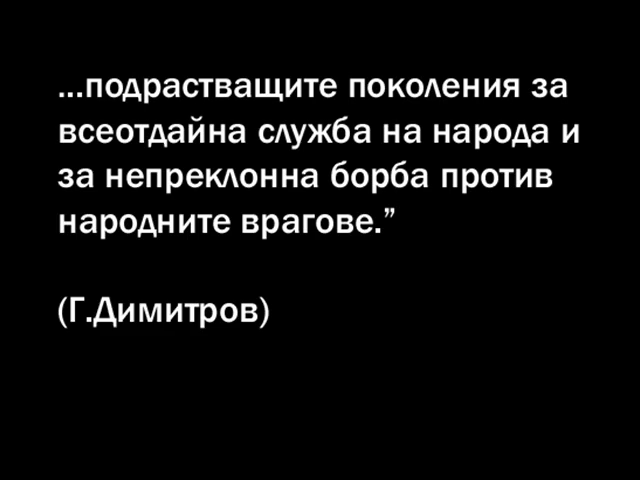 ...подрастващите поколения за
всеотдайна служба на народа и
за непреклонна борба против
народните врагове.”
(Г.Димитров)